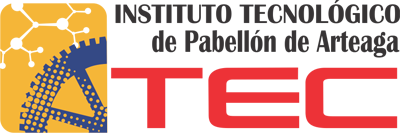 INSTITUTO TECNOLÓGICO
de Pabellón de Arteaga
TEC